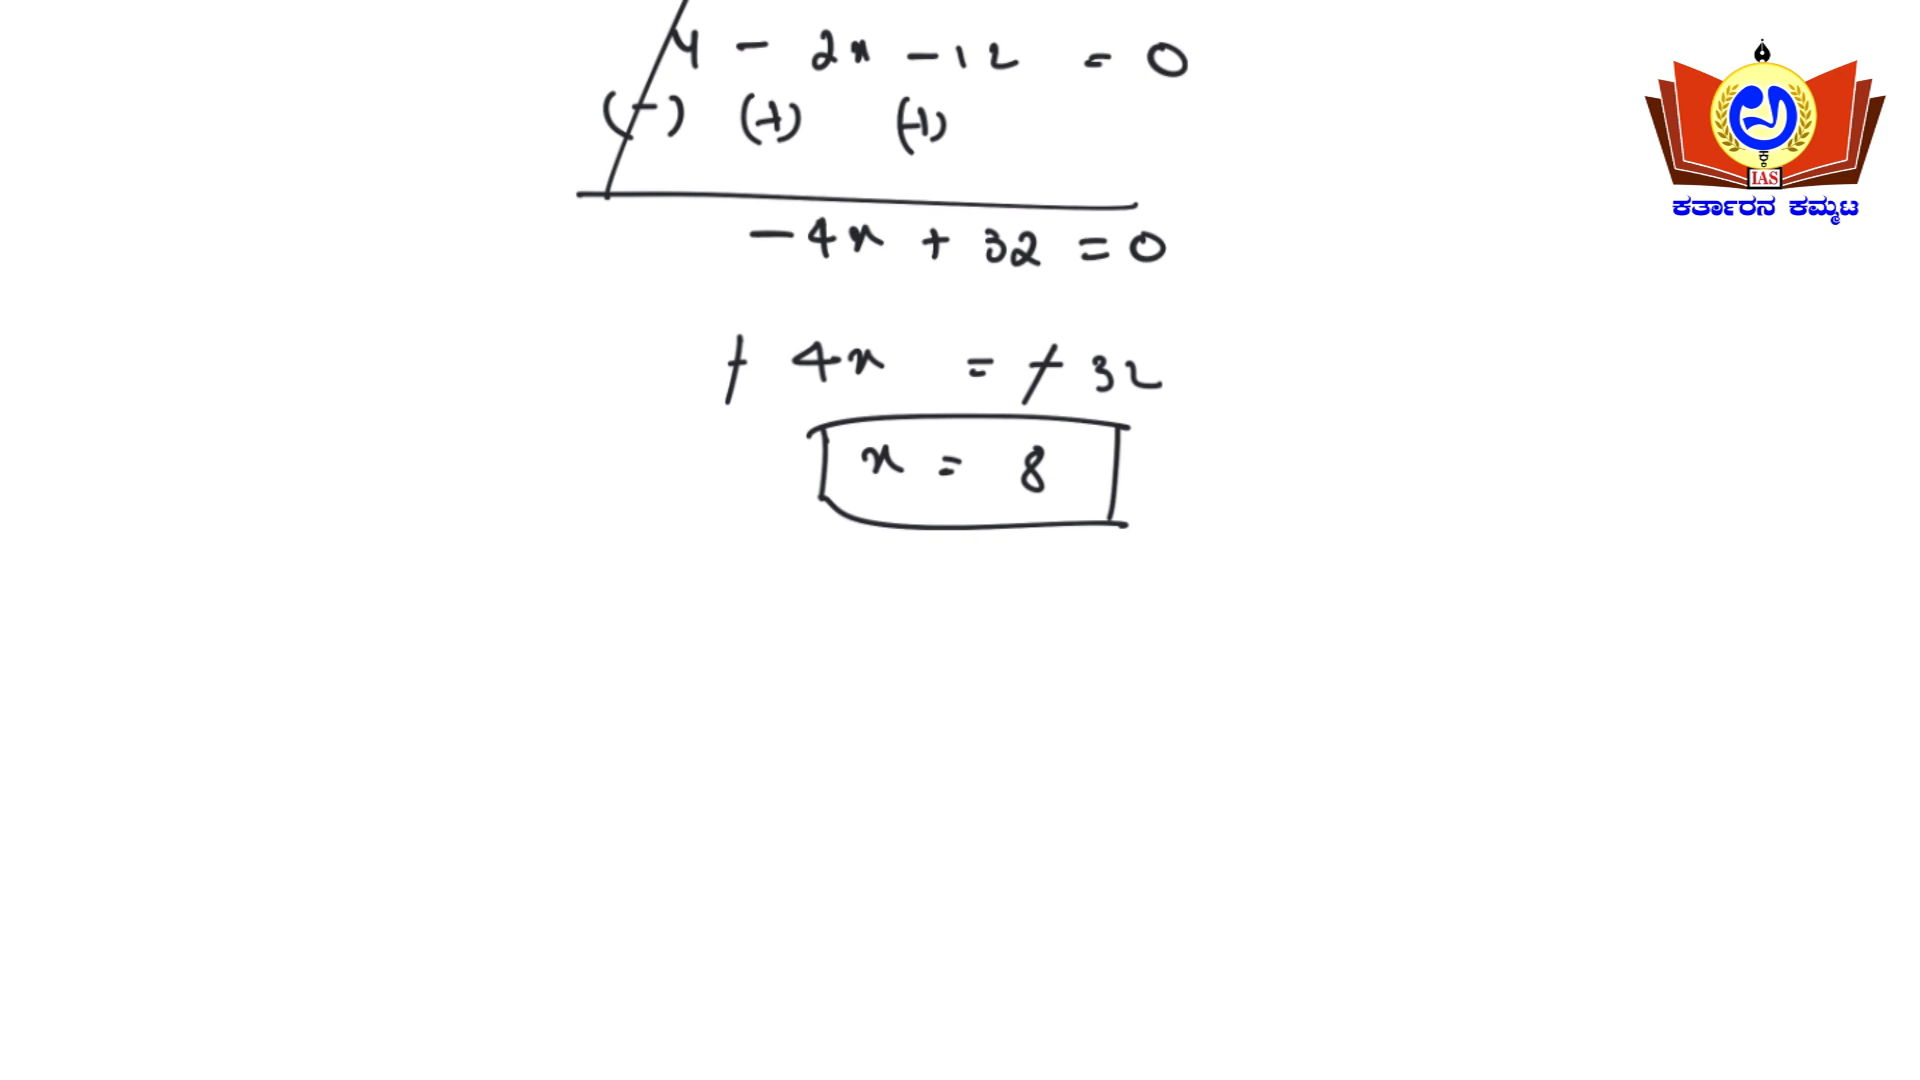 y - 2x - 12 = 0
(-) (+) (+)
- 4x + 32 = 0
- 4x = - 32
x = 8
ಅ
ಕ
IAS
ಕರ್ತಾರನ ಕಮ್ಮಟ